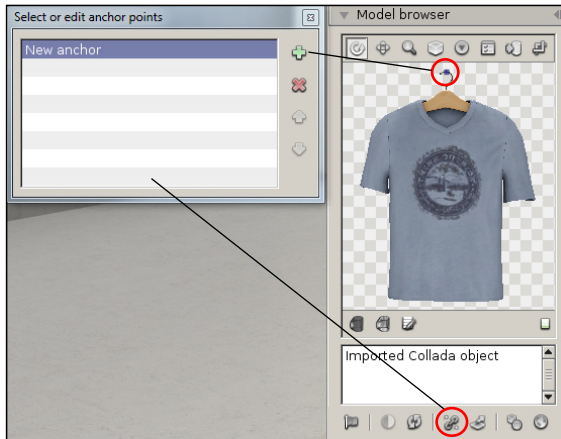 Select or edit anchor points
Model browser
New anchor
Imported Collada object